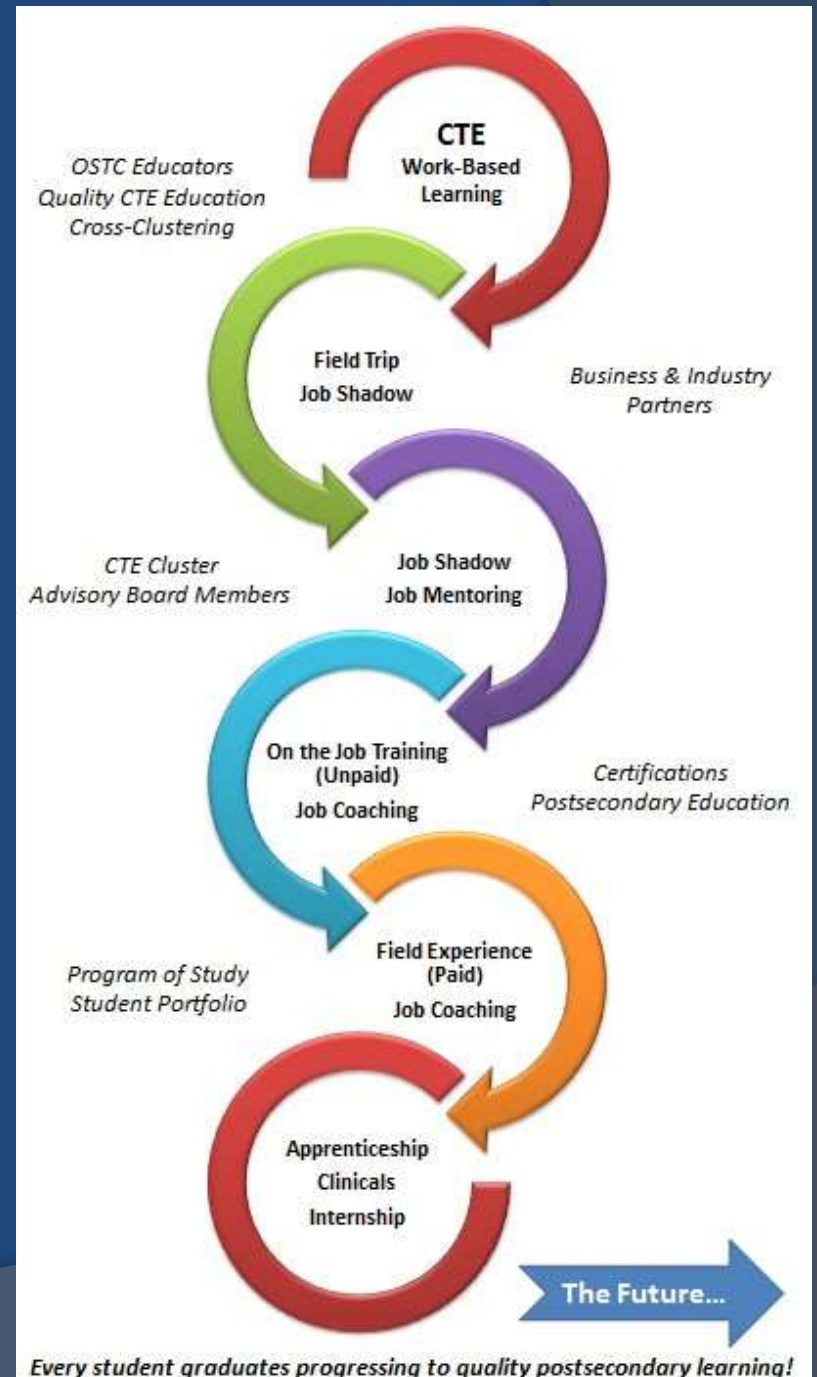 CTE
Work-Based
Learning
OSTC Educators
Quality CTE Education
Cross-Clustering
Field Trip
Job Shadow
Business & Industry
Partners
Job Shadow
Job Mentoring
CTE Cluster
Advisory Board Members
On the Job Training
(Unpaid)
Job Coaching
Certifications
Postsecondary Education
Field Experience
(Paid)
Job Coaching
Program of Study
Student Portfolio
Apprenticeship
Clinicals
Internship
The Future...
Every student graduates progressing to quality postsecondary learning!